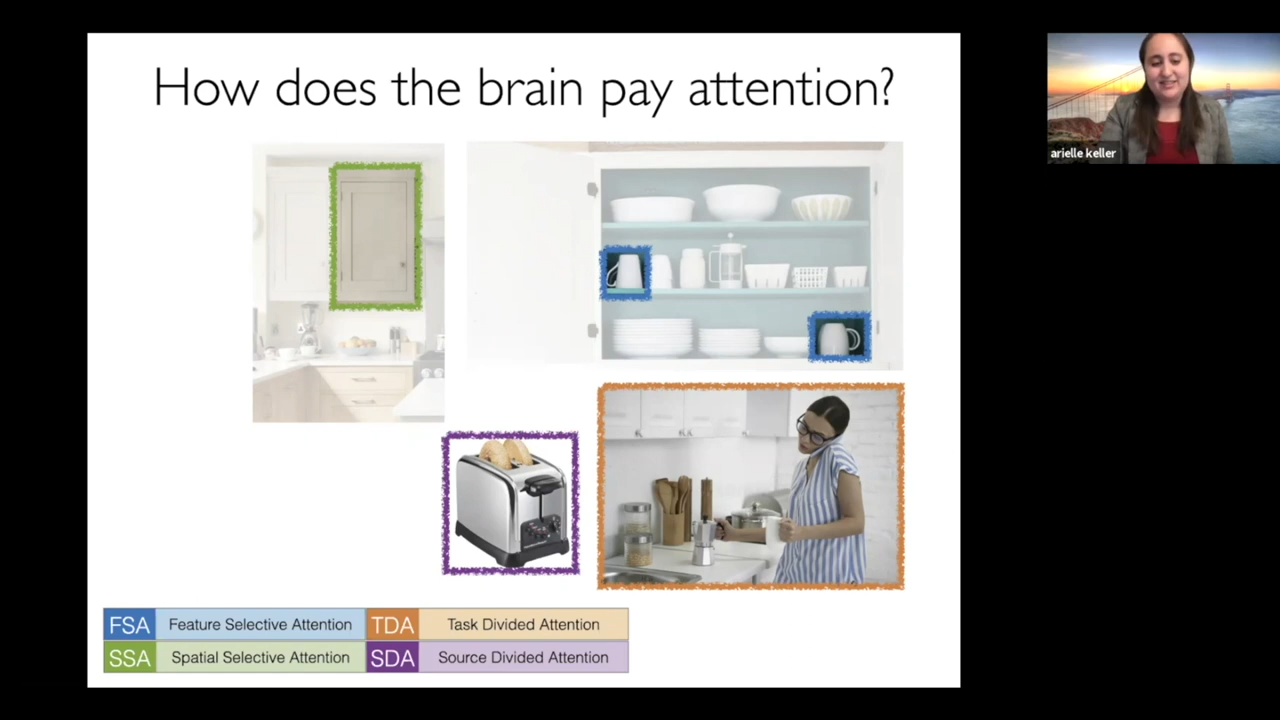 How does the brain pay attention?
arielle keller
FSA Feature Selective Attention TDA Task Divided Attention
SSA Spatial Selective Attention SDA Source Divided Attention